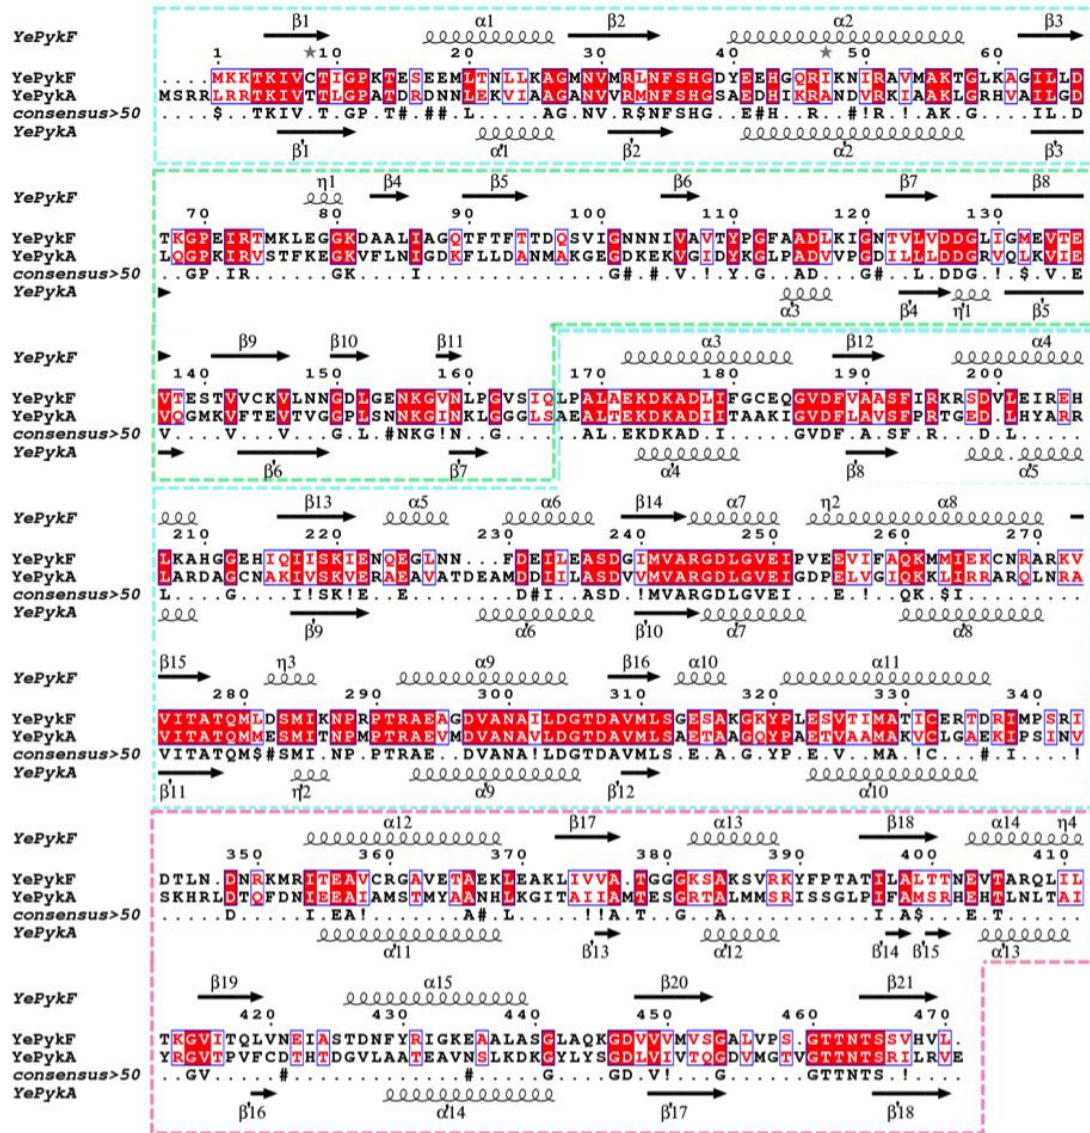 YePykF β1 α1 β2 α2 β3
1 10 20 30 40 50 60
YePykF ....MKKTKIVCTIGPKTESEEMLTNLLKAGMNVMRLNFSHGDYEEHGQRIKNIRAVMAKTGLKAGILLD
YePykA MSRRLRRTKIVTTLGPATDRDNNLEKVIAAGANVVRMNFSHGSAEDHIKRANDVRKIAAKLGRHVAILGD
consensus>50 ....$..TKIV.T.GP.T#.##.L.....AG.NV.R$NFSHG..E#H..R..#!R.!.AK.G....IL.D
YePykA β'1 α'1 β'2 α'2 β'3
YePykF η1 β4 β5 β6 β7 β8
70 80 90 100 110 120 130
YePykF TKGPEIRTMKLEGGKDAALIAGQTFTFTTDQSVIGNNNIVAVTYPGFAADLKIGNTVLVDDGLIGMEVTE
YePykA LQGPKIRVSTFKEGKVFLNIGDKFLLDANMAKGEGDKEKVGIDYKGLPADVVPGDILLLDDGRVQLKVIE
consensus>50 ..GP.IR......GK....I...............G#.#.V.!.Y.G..AD...G#..L.DDG.!.$.V.E
YePykA α'3 β'4 η'1 β'5
YePykF β9 β10 β11 α3 β12 α4
140 150 160 170 180 190 200
YePykF VTESTVVCKVLNNGDLGENKGVNLPGVSIQLPALAEKDKADLIFGCEQGVDFVAASFIRKRSDVLEIREH
YePykA VQGMKVFTEVTVGGPLSNNKGINKLGGGLSAEALTEKDKADIITAAKIGVDFLAVSFPRTGEDLHYARR
consensus>50 V....V...V...G.L.#NKG!N..G.......AL.EKDKAD.I.....GVDF.A.SF.R...D.L.....
YePykA β'6 β'7 α'4 β'8 α'5
YePykF β13 α5 α6 β14 α7 η2 α8
210 220 230 240 250 260 270
YePykF LKAHGGEHIQIISKIENQEGLNN...FDEILEASDGIMVARGDLGVEIPVEEVIFAQKMMIEKCNRARKV
YePykA LARDAGCNAKIVSKVERAEAVATDEAMDDIILASDVVMVARGDLGVEIGDPELVGIQKKLIRRARQLNRA
consensus>50 L....G....I!SK!E..E........D#I..ASD.!MVARGDLGVEI...E.!..QK.$I.........
YePykA β'9 α'6 β'10 α'7 α'8
YePykF β15 η3 α9 β16 α10 α11
280 290 300 310 320 330 340
YePykF VITATQMLDSMIKNPRPTRAEAGDVANAILDGTDAVMLSGESAKGKYPLESVTIMATICERTDRIMPSRI
YePykA VITATQMMESMITNPMPTRAEVMDVANAVLDGTDAVMLSAETAAGQYPAETVAAMAKVCLGAEKIPSINV
consensus>50 VITATQM$#SMI.NP.PTRAE..DVANA!LDGTDAVMLS.E.A.G.YP.E.V..MA.!C...#.I....!
YePykA β'11 η'2 α'9 β'12 α'10
YePykF α12 β17 α13 β18 α14 η4
350 360 370 380 390 400 410
YePykF DTLN.DNRKMRITEAVCRGAVETAEKLEAKLIVVA.TGGGKSAKSVRKYFPTATILALTTNEVTARQLIL
YePykA SKHRLDTQFDNIEEAIAMSTMYAANHLKGITAIIAMTESGRTALMMSRISSGLPIFAMSRHEHTLNLTAI
consensus>50 .....D.....I.EA!......A#.L....!!A.T..G..A..........I.A$...E.T......
YePykA α'11 β'13 α'12 β'14 β'15 α'13
YePykF β19 α15 β20 β21
420 430 440 450 460 470
YePykF TKGVITQLVNEIASTDNFYRIGKEAALASGLAQKGDVVVMVSGALVPS.GTTNTSSVHVL.
YePykA YRGVTPVFCDTHTDGVLAATEAVNSLKDKGYLYSGDLVIVTQGDVMGTVGTTNTSRILRVE
consensus>50 ..GV.....#.............#.....G....GD.V!...G......GTTNTS.!....
YePykA β'16 α'14 β'17 β'18